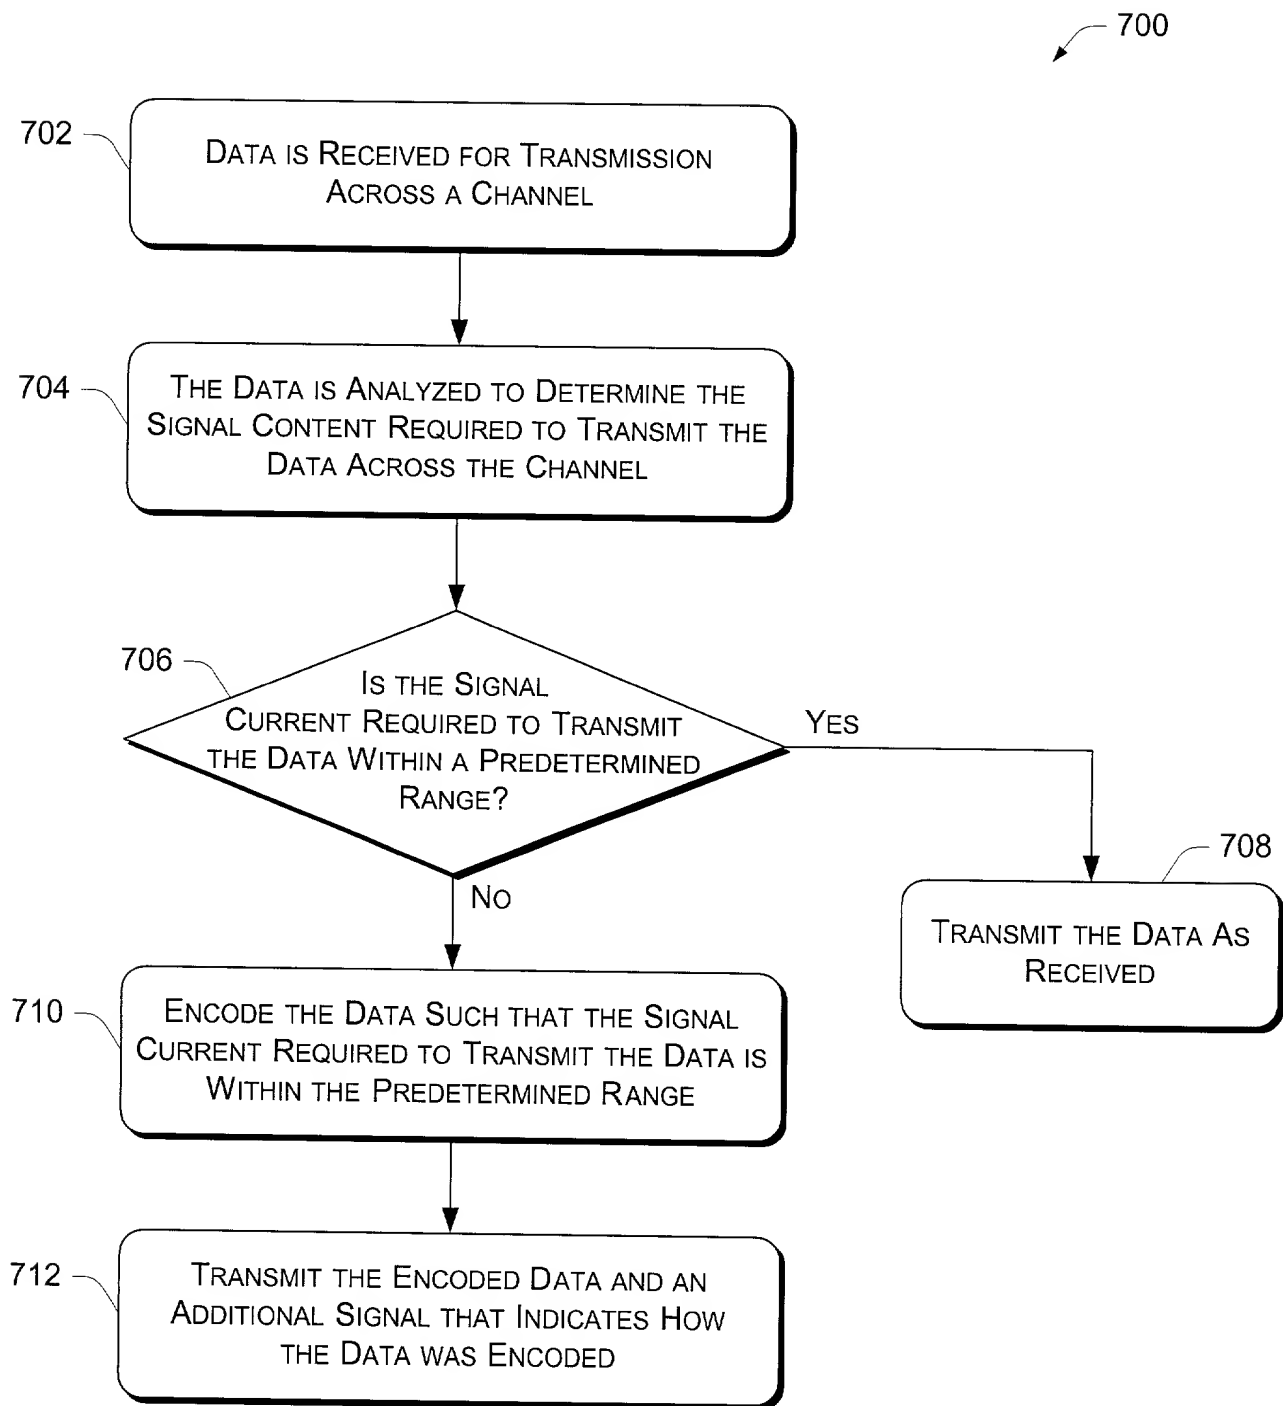 700
702
DATA IS RECEIVED FOR TRANSMISSION
ACROSS A CHANNEL
704
THE DATA IS ANALYZED TO DETERMINE THE
SIGNAL CONTENT REQUIRED TO TRANSMIT THE
DATA ACROSS THE CHANNEL
706
IS THE SIGNAL
CURRENT REQUIRED TO TRANSMIT
THE DATA WITHIN A PREDETERMINED
RANGE?
YES
708
TRANSMIT THE DATA AS
RECEIVED
NO
710
ENCODE THE DATA SUCH THAT THE SIGNAL
CURRENT REQUIRED TO TRANSMIT THE DATA IS
WITHIN THE PREDETERMINED RANGE
712
TRANSMIT THE ENCODED DATA AND AN
ADDITIONAL SIGNAL THAT INDICATES HOW
THE DATA WAS ENCODED